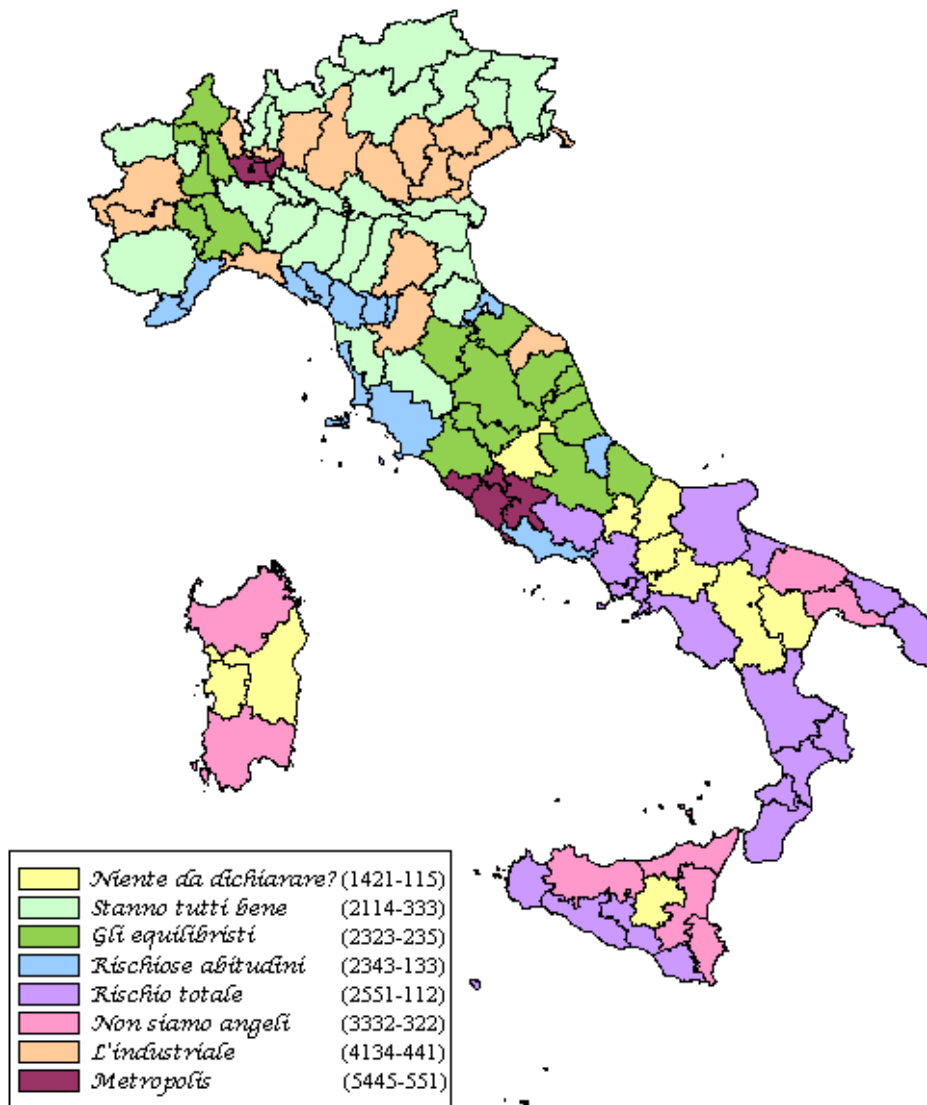 Niente da dichiarare? (1421-115)
Stanno tutti bene (2114-333)
Gli equilibristi (2323-235)
Rischiose abitudini (2343-133)
Rischio totale (2551-112)
Non siamo angeli (3332-322)
L'industriale (4134-441)
Metropolis (5445-551)